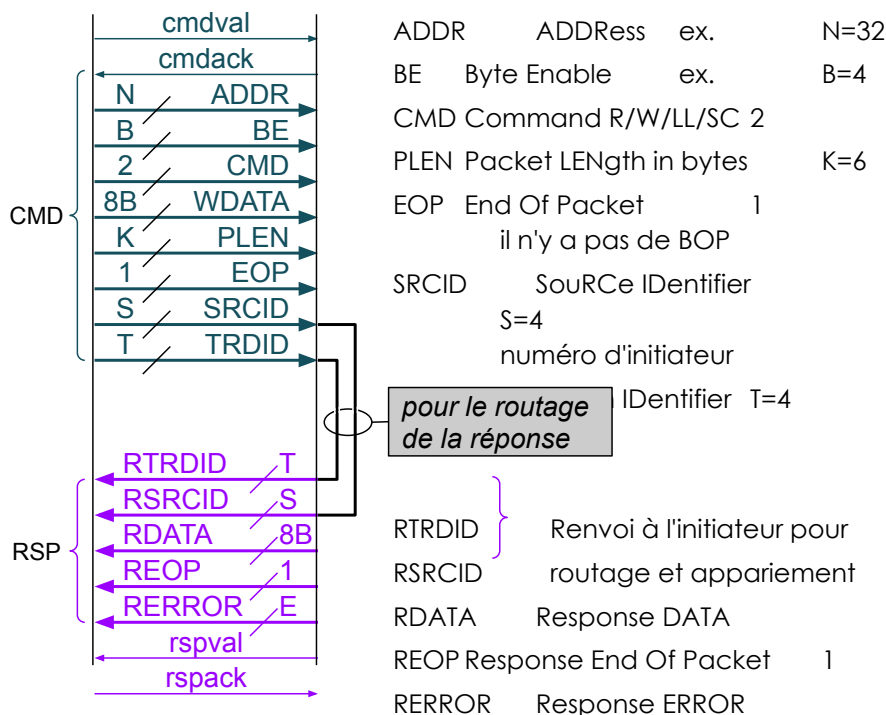 cmdval
cmdack
N ADDR
B BE
2 CMD
8B WDATA
K PLEN
1 EOP
S SRCID
T TRDID
CMD
RTRDID T
RSRCID S
RDATA 8B
REOP 1
RERROR E
RSP
rspval
rspack
pour le routage
de la réponse
ADDR ADDRess ex. N=32
BE Byte Enable ex. B=4
CMD Command R/W/LL/SC 2
PLEN Packet LENgth in bytes K=6
EOP End Of Packet 1
il n'y a pas de BOP
SRCID SouRCe IDentifier
S=4
numéro d'initiateur
IDentifier T=4
RTRDID Renvoi à l'initiateur pour
RSRCID routage et appariement
RDATA Response DATA
REOP Response End Of Packet 1
RERROR Response ERROR